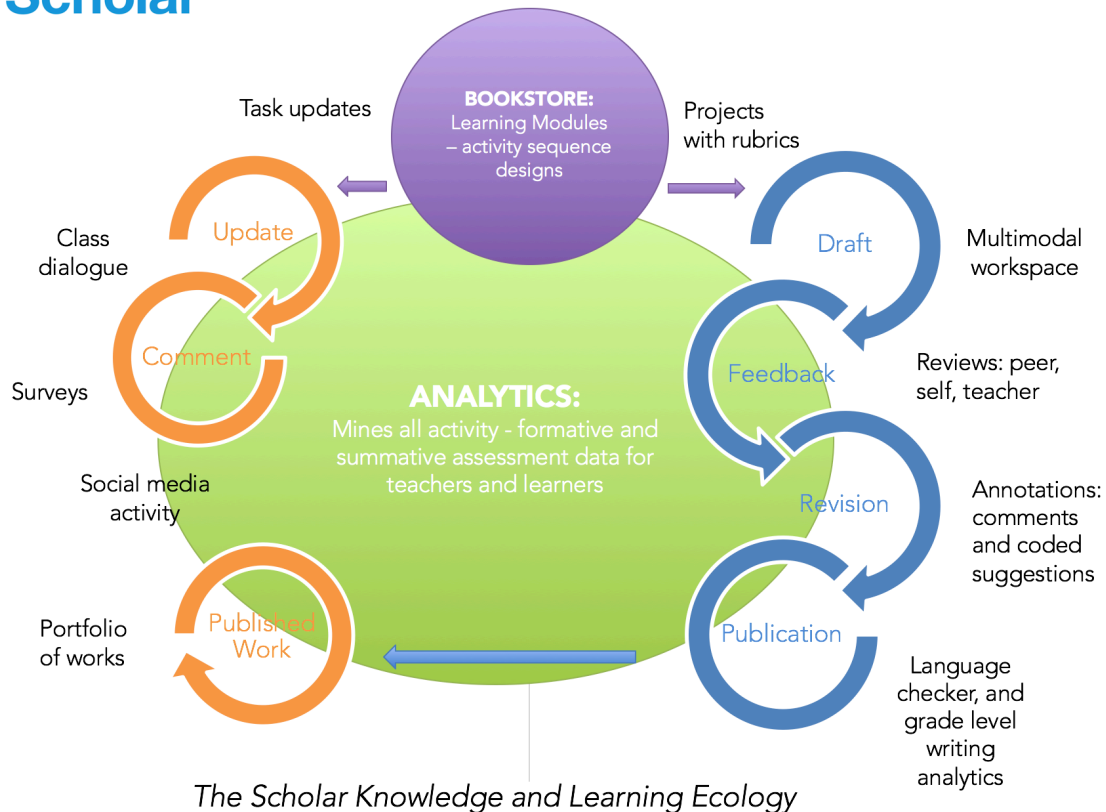 Scholar
Task updates
BOOKSTORE:
Learning Modules
– activity sequence
designs
Projects
with rubrics
Update
Class
dialogue
Draft
Multimodal
workspace
Comment
Surveys
Feedback
Reviews: peer,
self, teacher
ANALYTICS:
Mines all activity - formative and
summative assessment data for
teachers and learners
Social media
activity
Revision
Annotations:
comments
and coded
suggestions
Portfolio
of works
Published
Work
Publication
Language
checker, and
grade level
writing
analytics
The Scholar Knowledge and Learning Ecology